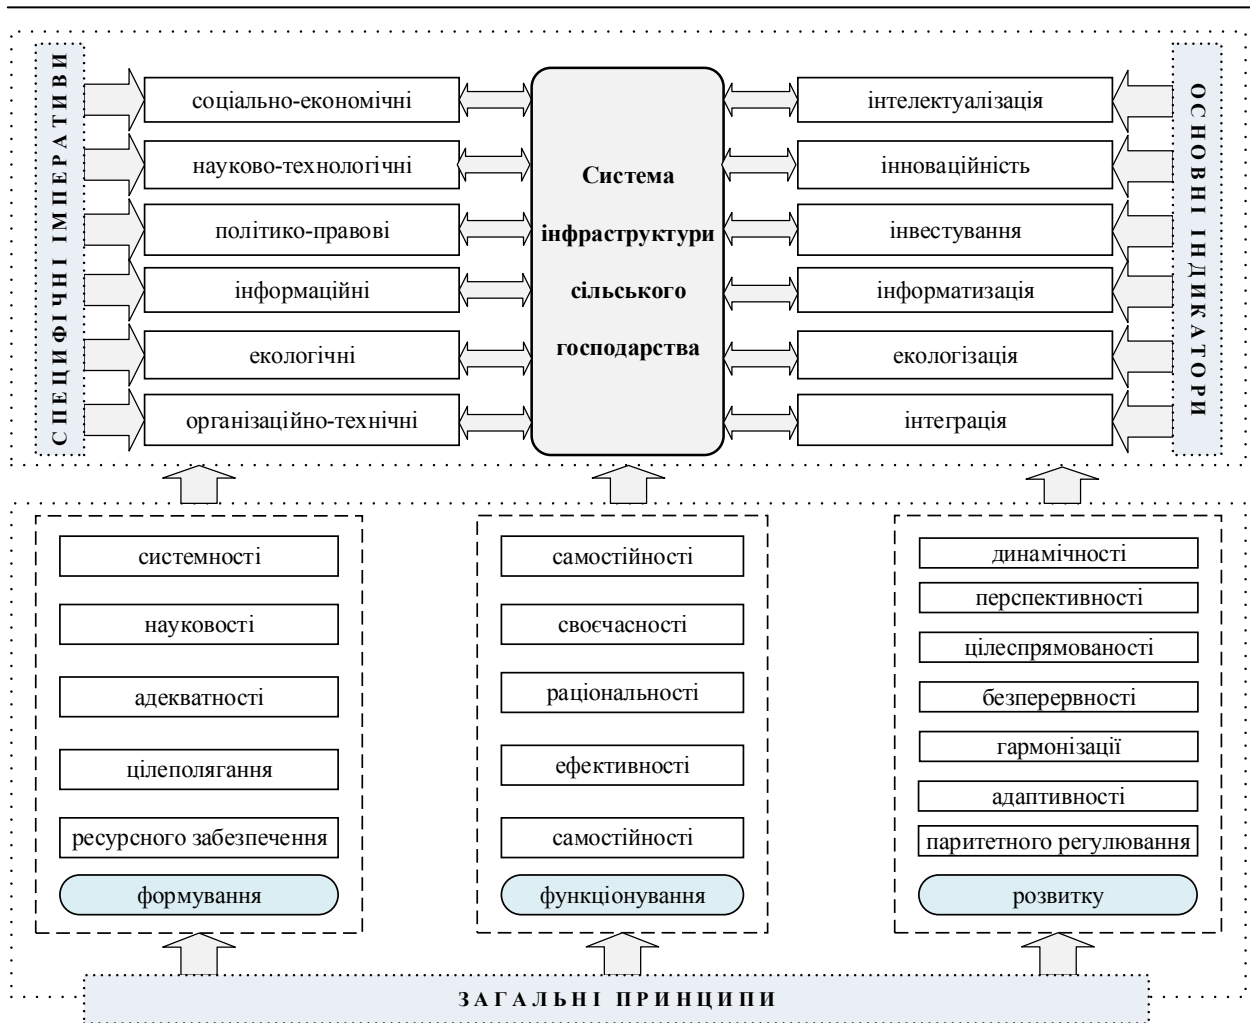 СПЕЦИФІЧНІ ІМПЕРАТИВИ
соціально-економічні
науково-технологічні
політико-правові
інформаційні
екологічні
організаційно-технічні
Система
інфраструктури
сільського
господарства
інтелектуалізація
інноваційність
інвестування
інформатизація
екологізація
інтеграція
ОСНОВНІ ІНДИКАТОРИ
системності
науковості
адекватності
цілеполягання
ресурсного забезпечення
формування
самостійності
своєчасності
раціональності
ефективності
самостійності
функціонування
динамічності
перспективності
цілеспрямованості
безперервності
гармонізації
адаптивності
паритетного регулювання
розвитку
ЗАГАЛЬНІ ПРИНЦИПИ